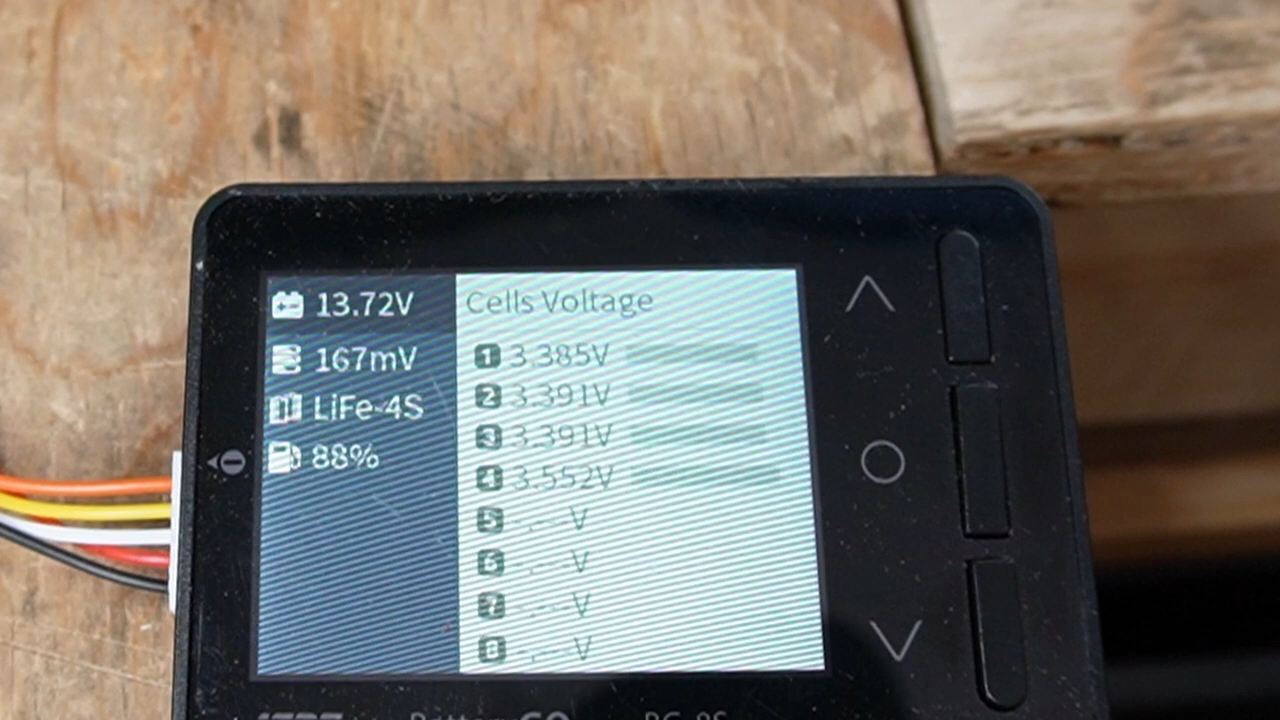 13.72V
167mV
LiFe-4S
88%
Cells Voltage
1 3.385V
2 3.391V
3 3.391V
4 3.552V
5 -.---V
6 -.---V
7 -.---V
8 -.---V